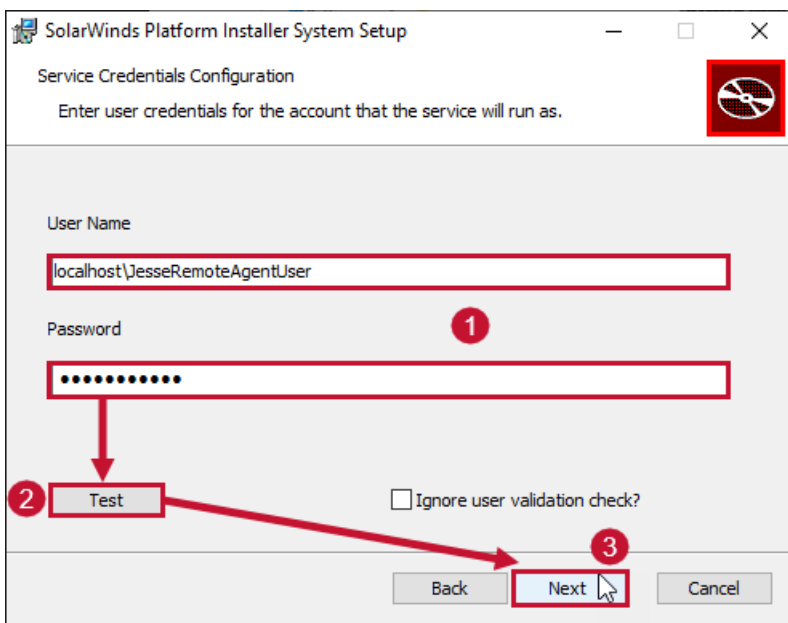 SolarWinds Platform Installer System Setup
Service Credentials Configuration
Enter user credentials for the account that the service will run as.
User Name
localhost\JesseRemoteAgentUser
Password
●●●●●●●●●●●
1
2
Test
Ignore user validation check?
3
Back
Next
Cancel